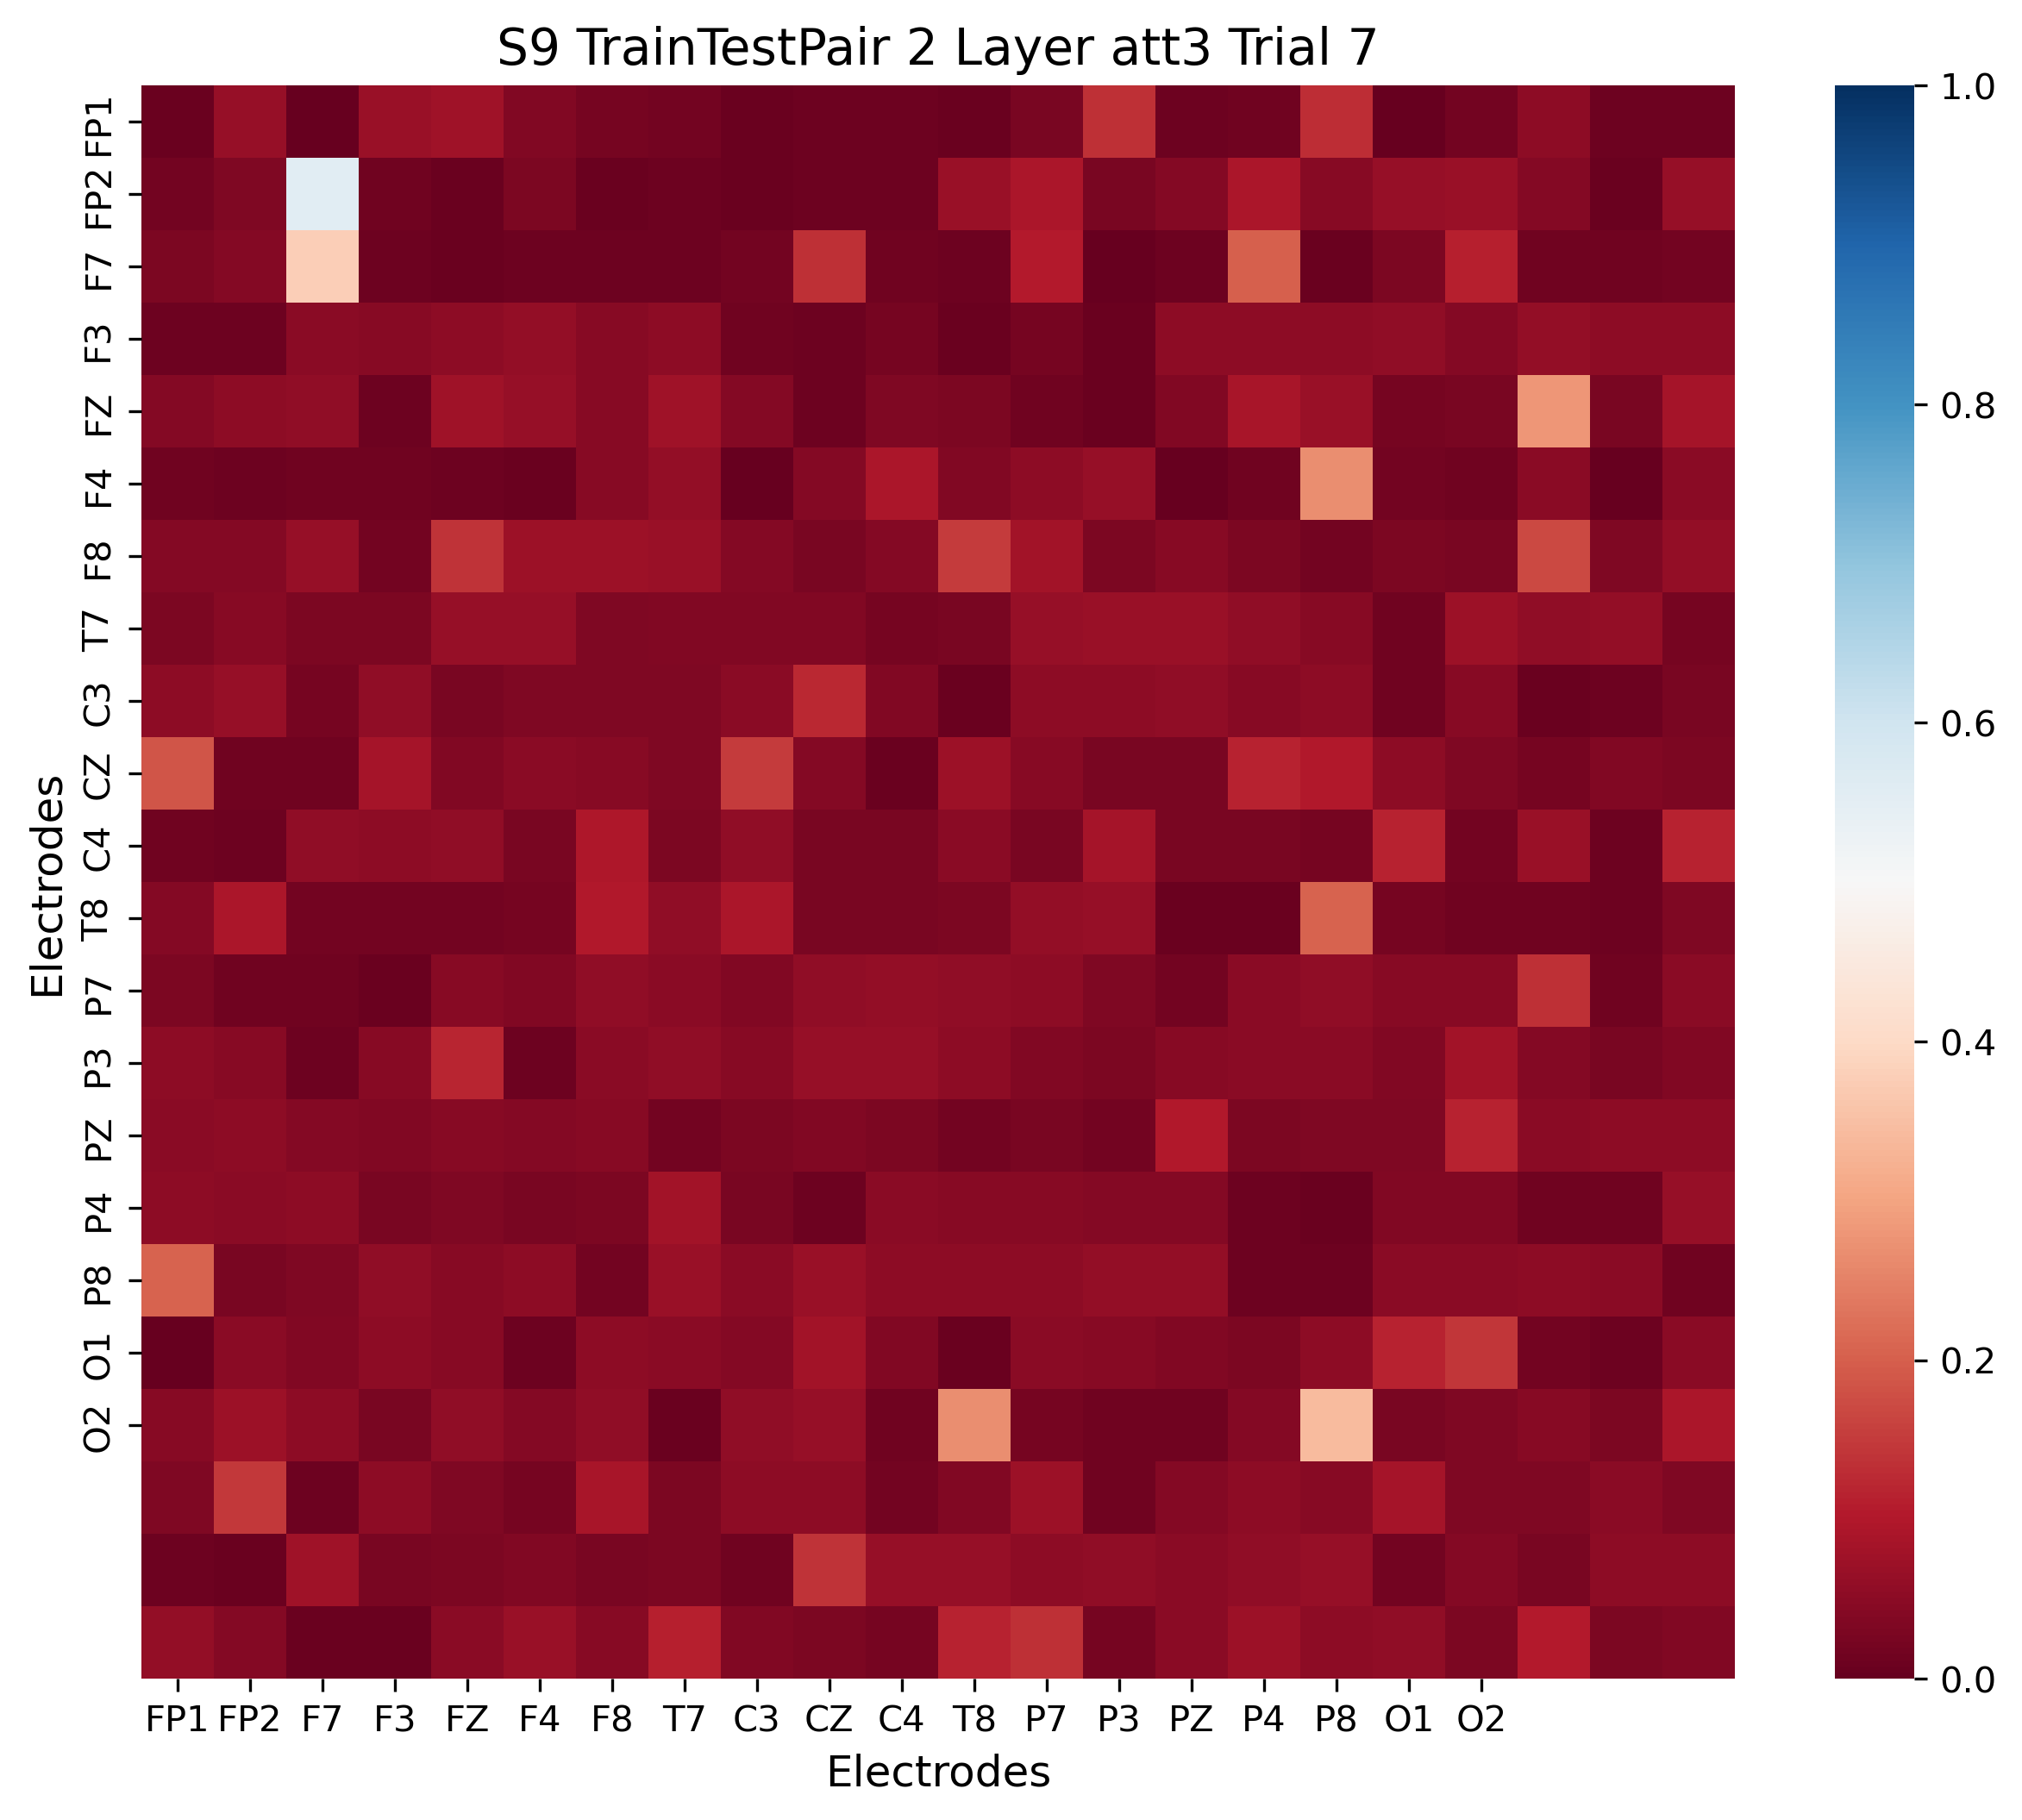 S9 TrainTestPair 2 Layer att3 Trial 7
Electrodes
FP1
FP2
F7
F3
FZ
F4
F8
T7
C3
CZ
C4
T8
P7
P3
PZ
P4
P8
O1
O2
FP1 FP2 F7 F3 FZ F4 F8 T7 C3 CZ C4 T8 P7 P3 PZ P4 P8 O1 O2
Electrodes
1.0
0.8
0.6
0.4
0.2
0.0